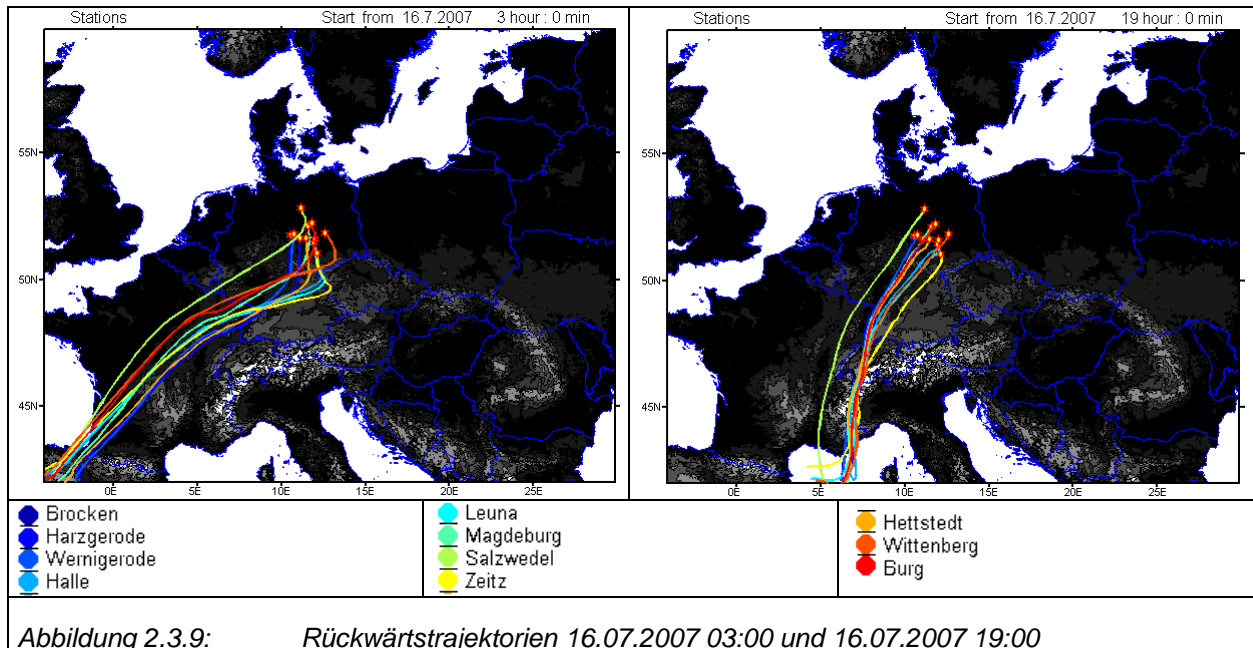 Stations Start from 16.7.2007 3 hour : 0 min
55N
50N
45N
0E 5E 10E 15E 20E 25E
Stations Start from 16.7.2007 19 hour : 0 min
55N
50N
45N
0E 5E 10E 15E 20E 25E
Brocken
Harzgerode
Wernigerode
Halle
Leuna
Magdeburg
Salzwedel
Zeitz
Hettstedt
Wittenberg
Burg
Abbildung 2.3.9: Rückwärtstrajektorien 16.07.2007 03:00 und 16.07.2007 19:00